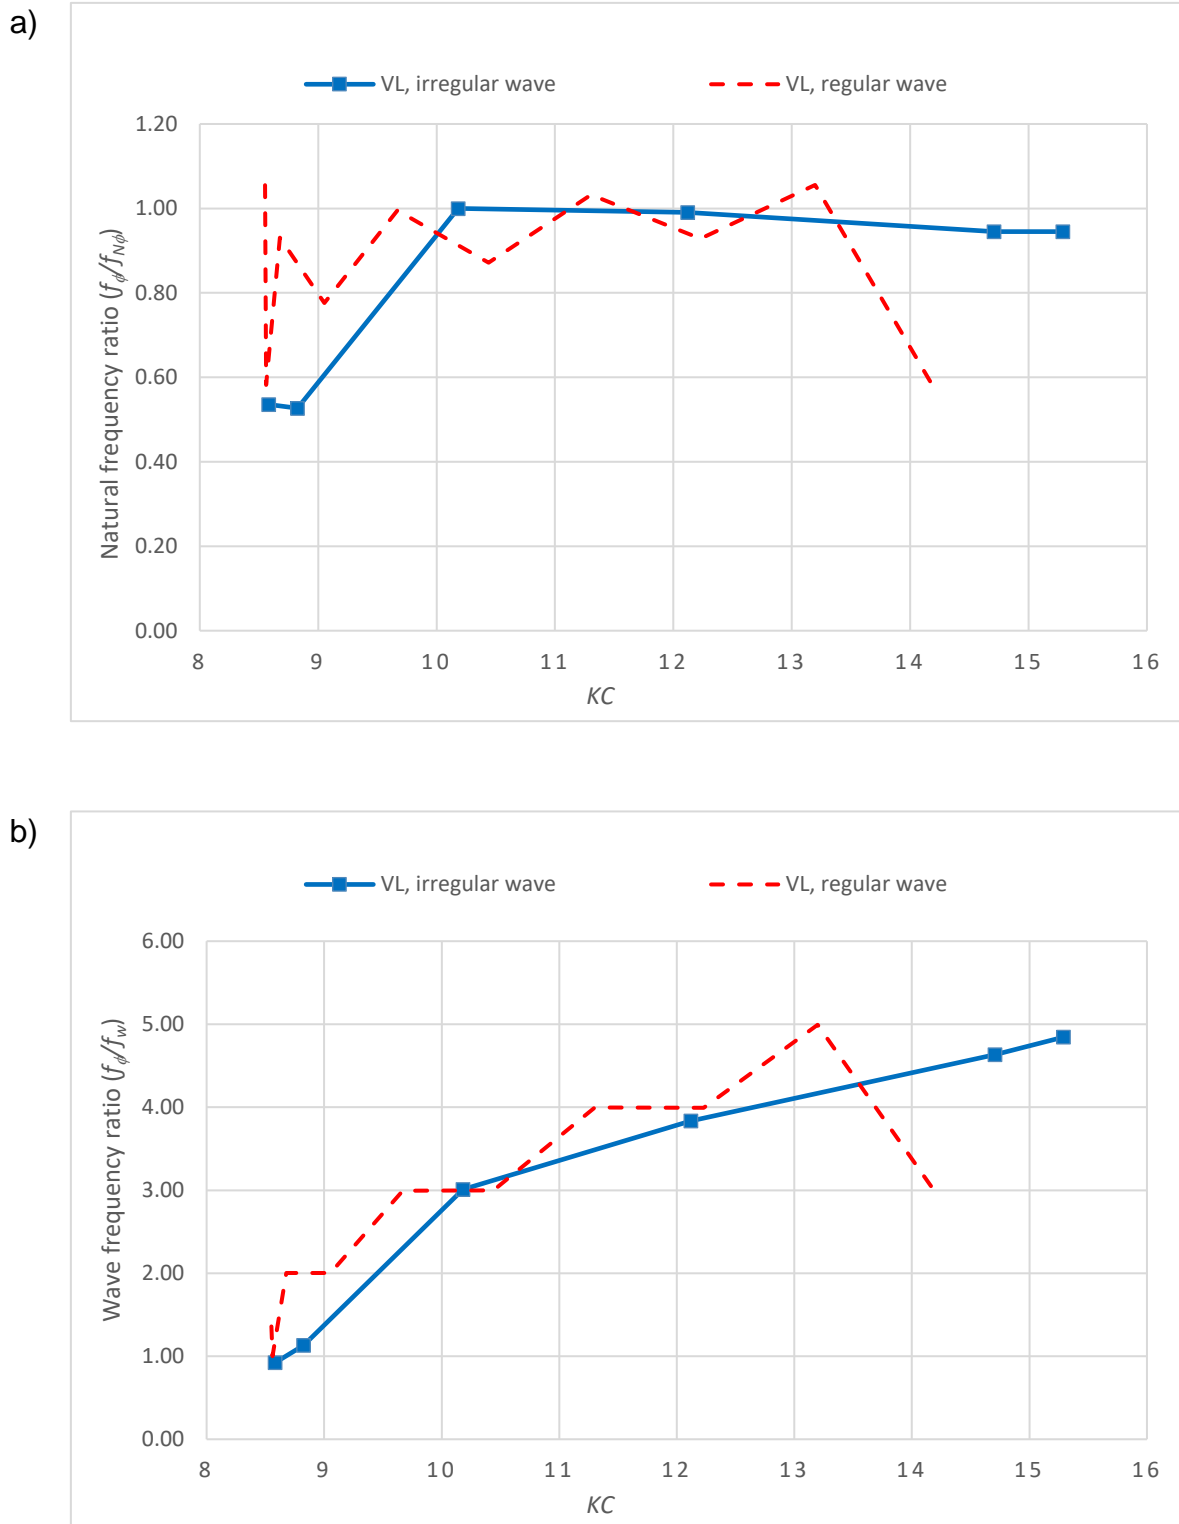 a)
VL, irregular wave VL, regular wave
1.20
1.00
0.80
0.60
0.40
0.20
0.00
Natural frequency ratio (fϕ/fNϕ)
8 9 10 11 12 13 14 15 16
KC
b)
VL, irregular wave VL, regular wave
6.00
5.00
4.00
3.00
2.00
1.00
0.00
Wave frequency ratio (fϕ/fw)
8 9 10 11 12 13 14 15 16
KC